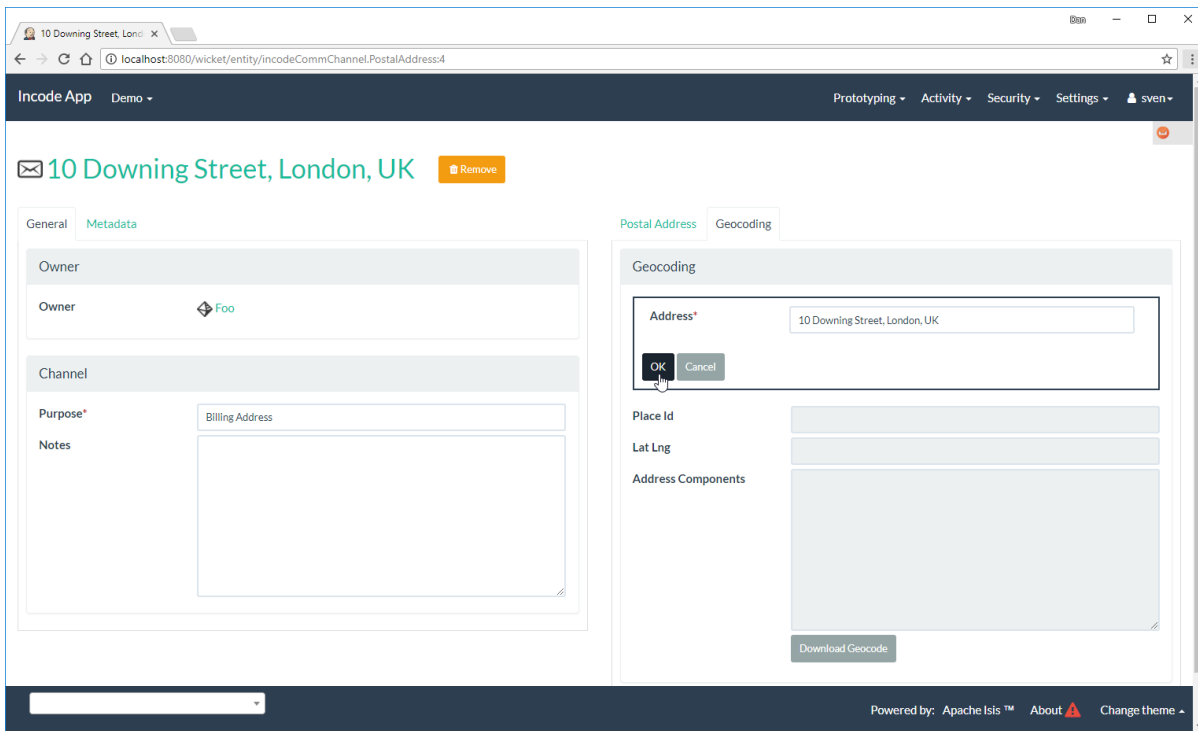 10 Downing Street, Lond
Dan
localhost:8080/wicket/entity/incodeCommChannel.PostalAddress:4
Incode App Demo Prototyping Activity Security Settings sven
10 Downing Street, London, UK Remove
General Metadata
Owner
Owner Foo
Channel
Purpose* Billing Address
Notes
Postal Address Geocoding
Geocoding
Address* 10 Downing Street, London, UK
OK Cancel
Place Id
Lat Lng
Address Components
Download Geocode
Powered by: Apache Isis ™ About Change theme